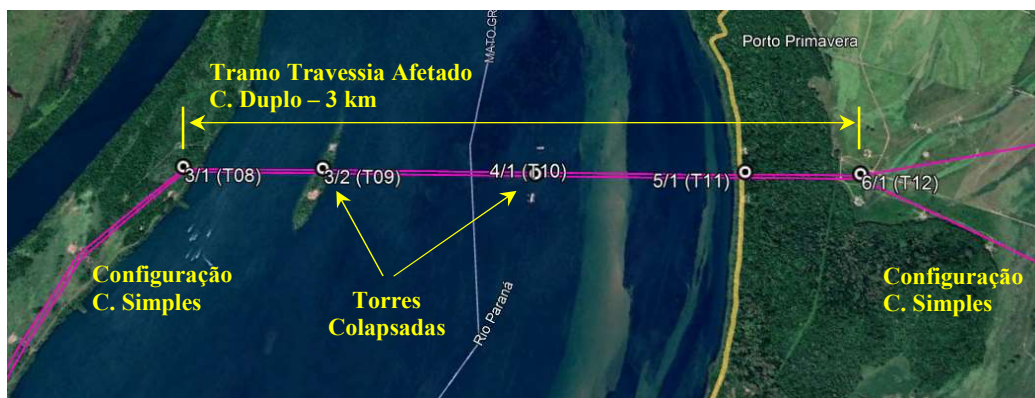 MATO GR
Porto Primavera
Tramo Travessia Afetado
C. Duplo – 3 km
3/1 (T08)
3/2 (T09)
4/1 (T10)
5/1 (T11)
6/1 (T12)
Configuração
C. Simples
Torres
Colapsadas
Rio Paraná
Configuração
C. Simples